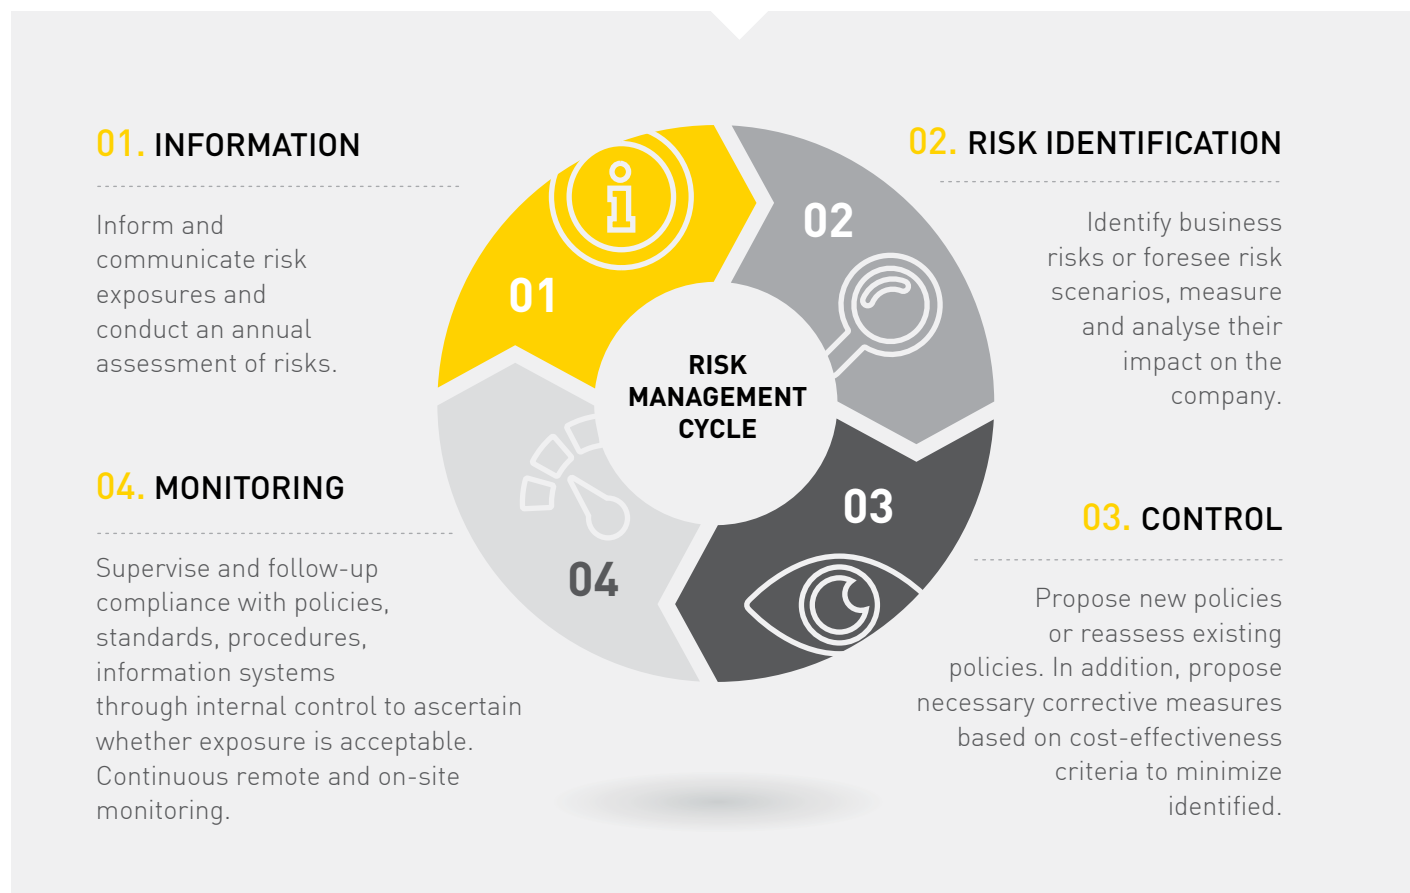 01. INFORMATION
Inform and
communicate risk
exposures and
conduct an annual
assessment of risks.
02. RISK IDENTIFICATION
Identify business
risks or foresee risk
scenarios, measure
and analyse their
impact on the
company.
01
02
RISK
MANAGEMENT
CYCLE
03
04
04. MONITORING
Supervise and follow-up
compliance with policies,
standards, procedures,
information systems
through internal control to ascertain
whether exposure is acceptable.
Continuous remote and on-site
monitoring.
03. CONTROL
Propose new policies
or reassess existing
policies. In addition, propose
necessary corrective measures
based on cost-effectiveness
criteria to minimize
identified.